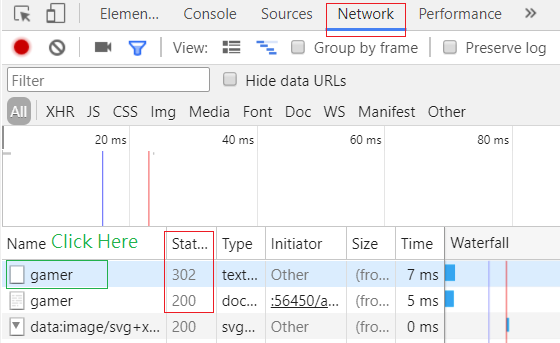 Elemen... Console Sources Network Performance »
View: Group by frame Preserve log
Filter Hide data URLs
All XHR JS CSS Img Media Font Doc WS Manifest Other
20 ms 40 ms 60 ms 80 ms
Name Click Here Stat... Type Initiator Size Time Waterfall
gamer 302 text... Other (fro... 7 ms
gamer 200 doc... :56450/a... (fro... 5 ms
data:image/svg+x... 200 svg... Other (fro... 0 ms